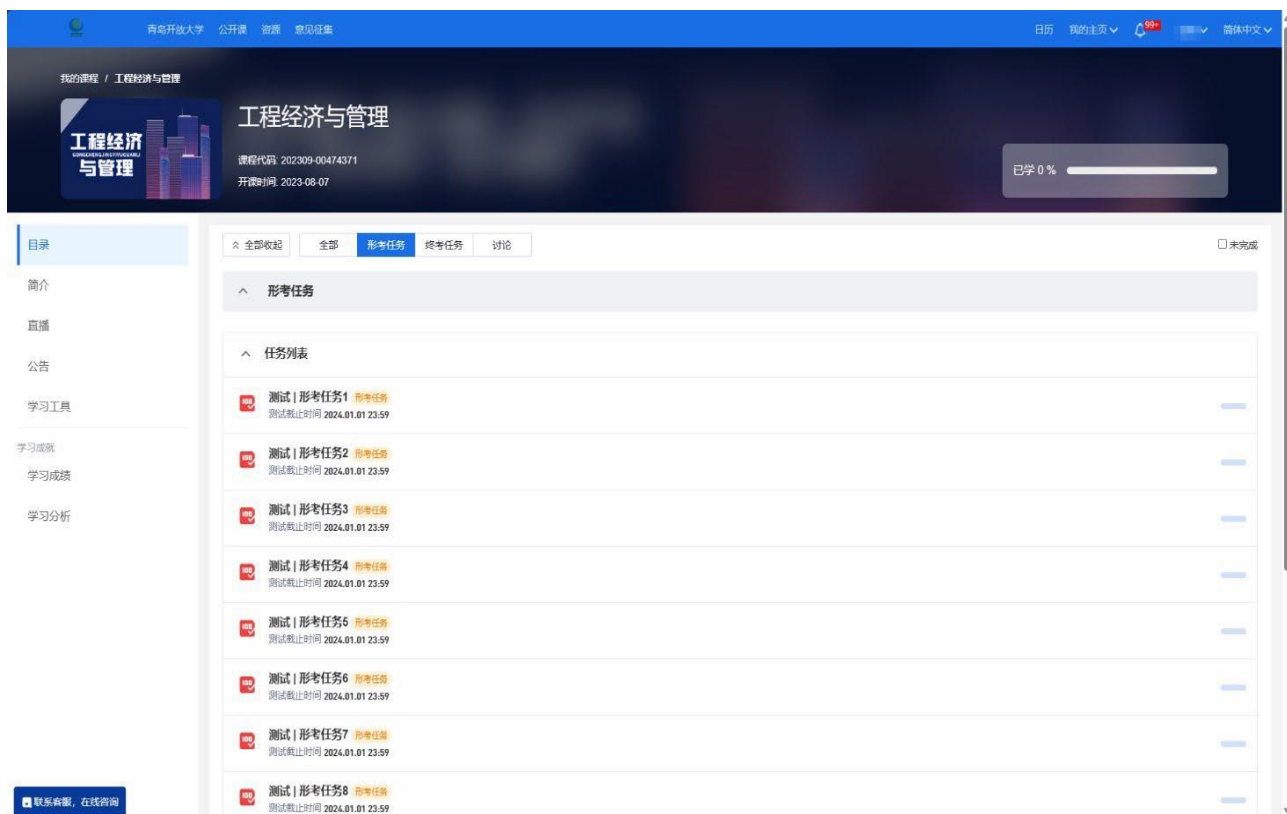 青岛开放大学 公开课 资源 意见征集 日历 我的主页 99+ 简体中文
我的课程 / 工程经济与管理
工程经济
与管理
工程经济与管理
课程代码: 202309-00474371
开课时间: 2023-08-07
已学 0 %
目录
简介
直播
公告
学习工具
学习成就
学习成绩
学习分析
全部收起 全部 形考任务 终考任务 讨论 未完成
形考任务
任务列表
测试 | 形考任务1 形考任务
测试截止时间 2024.01.01 23:59
测试 | 形考任务2 形考任务
测试截止时间 2024.01.01 23:59
测试 | 形考任务3 形考任务
测试截止时间 2024.01.01 23:59
测试 | 形考任务4 形考任务
测试截止时间 2024.01.01 23:59
测试 | 形考任务5 形考任务
测试截止时间 2024.01.01 23:59
测试 | 形考任务6 形考任务
测试截止时间 2024.01.01 23:59
测试 | 形考任务7 形考任务
测试截止时间 2024.01.01 23:59
测试 | 形考任务8 形考任务
测试截止时间 2024.01.01 23:59
联系客服，在线咨询